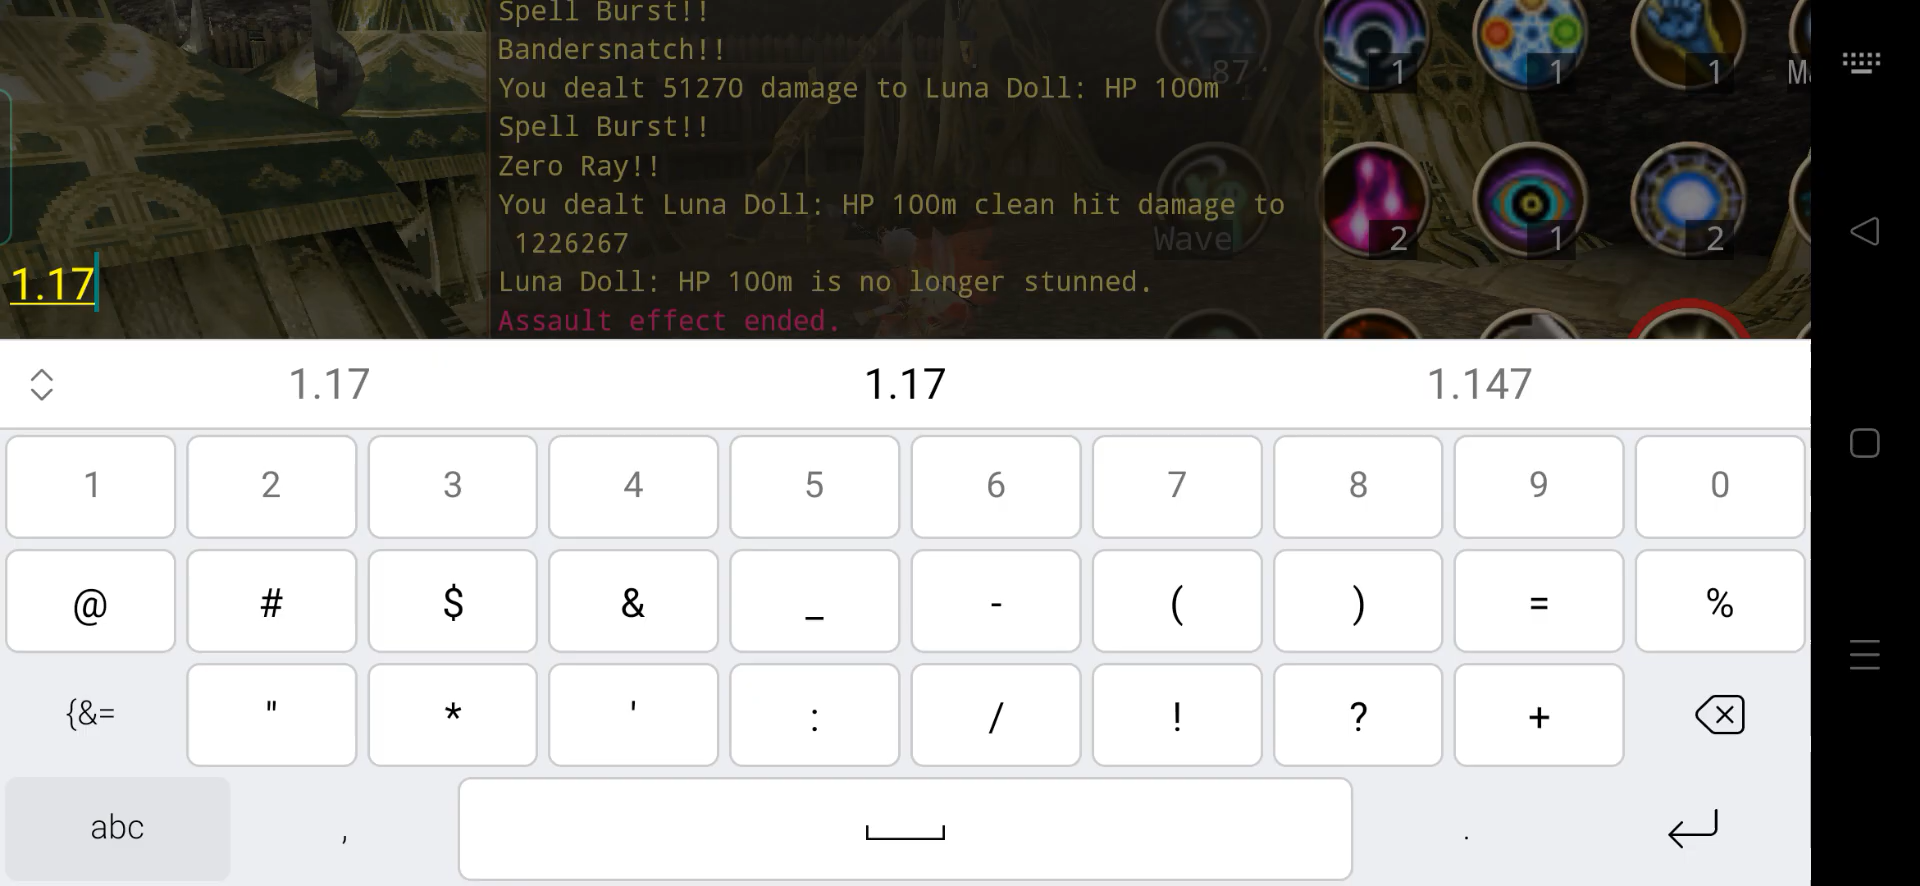 Spell Burst!!
Bandersnatch!!
You dealt 51270 damage to Luna Doll: HP 100m
Spell Burst!!
Zero Ray!!
You dealt Luna Doll: HP 100m clean hit damage to
1226267
Luna Doll: HP 100m is no longer stunned.
Assault effect ended.
87
Wave
1 1 1
2 1 2
1.17
1.17 1.17 1.147
1 2 3 4 5 6 7 8 9 0
@ # $ & _ - ( ) = %
{&= " * ' : / ! ? +
abc , .